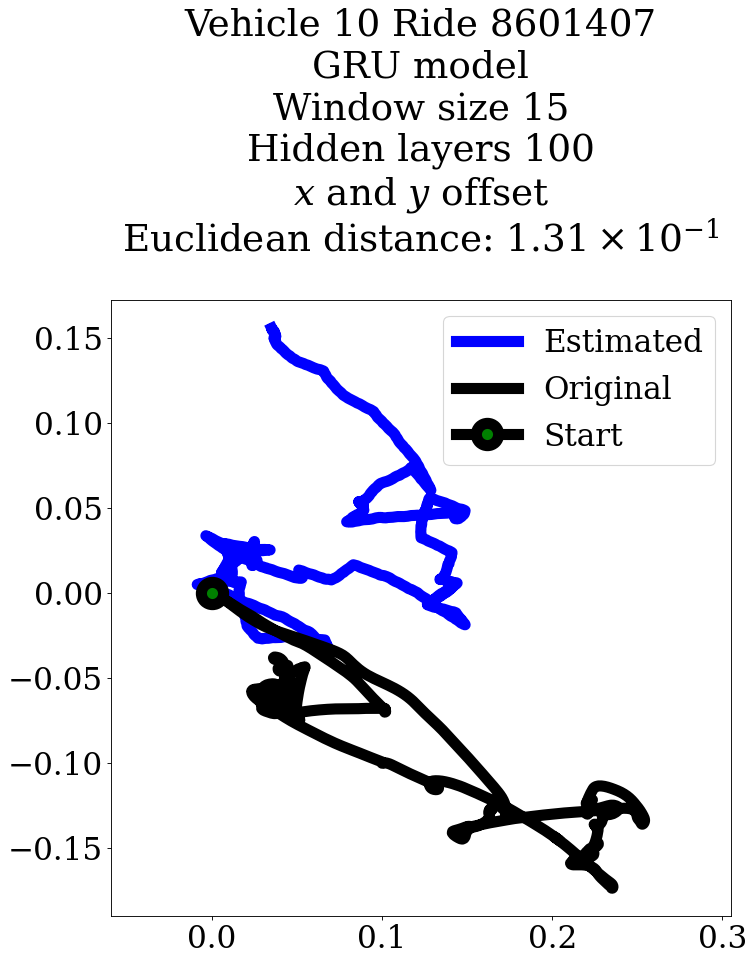 Vehicle 10 Ride 8601407
GRU model
Window size 15
Hidden layers 100
x and y offset
Euclidean distance: 1.31 × 10⁻¹
Estimated
Original
Start
0.15
0.10
0.05
0.00
−0.05
−0.10
−0.15
0.0 0.1 0.2 0.3